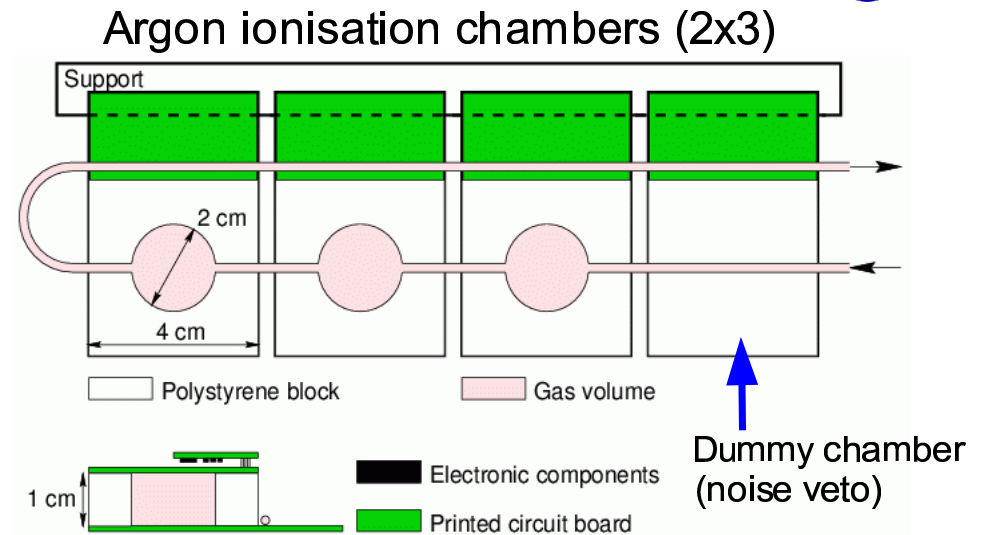 Argon ionisation chambers (2x3)
Support
2 cm
4 cm
Polystyrene block
Gas volume
Dummy chamber
(noise veto)
1 cm
Electronic components
Printed circuit board